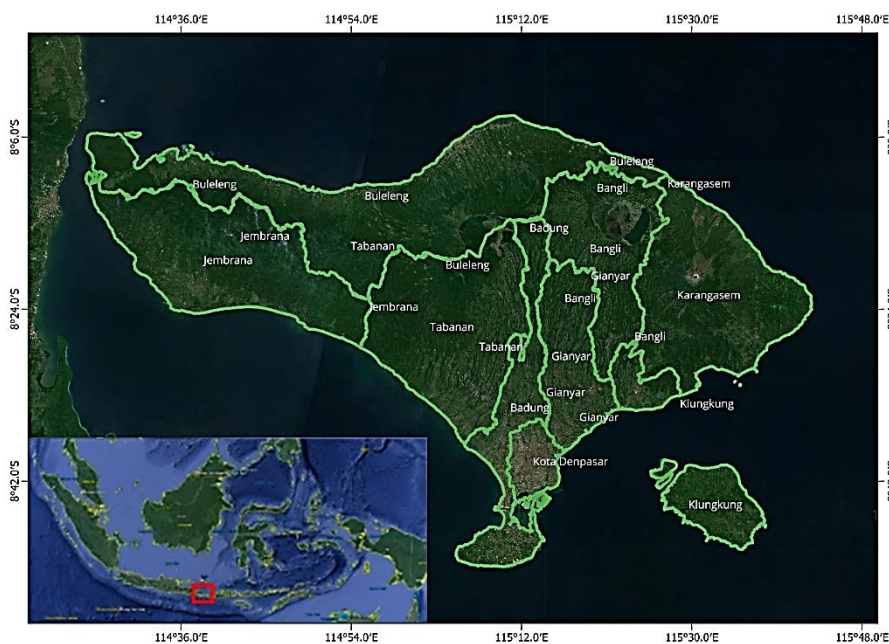 114°36.0'E 114°54.0'E 115°12.0'E 115°30.0'E 115°48.0'E
8°6.0'S
Buleleng
Bangli
Karangasem
Buleleng
Buleleng
Jembrana
Badung
Tabanan
Bangli
Jembrana
Buleleng
Gianyar
Bangli
Karangasem
8°24.0'S
Jembrana
Tabanan
Bangli
Tabanan
Gianyar
Gianyar
Badung
Gianyar
Klungkung
Kota Denpasar
8°42.0'S
Klungkung
114°36.0'E 114°54.0'E 115°12.0'E 115°30.0'E 115°48.0'E